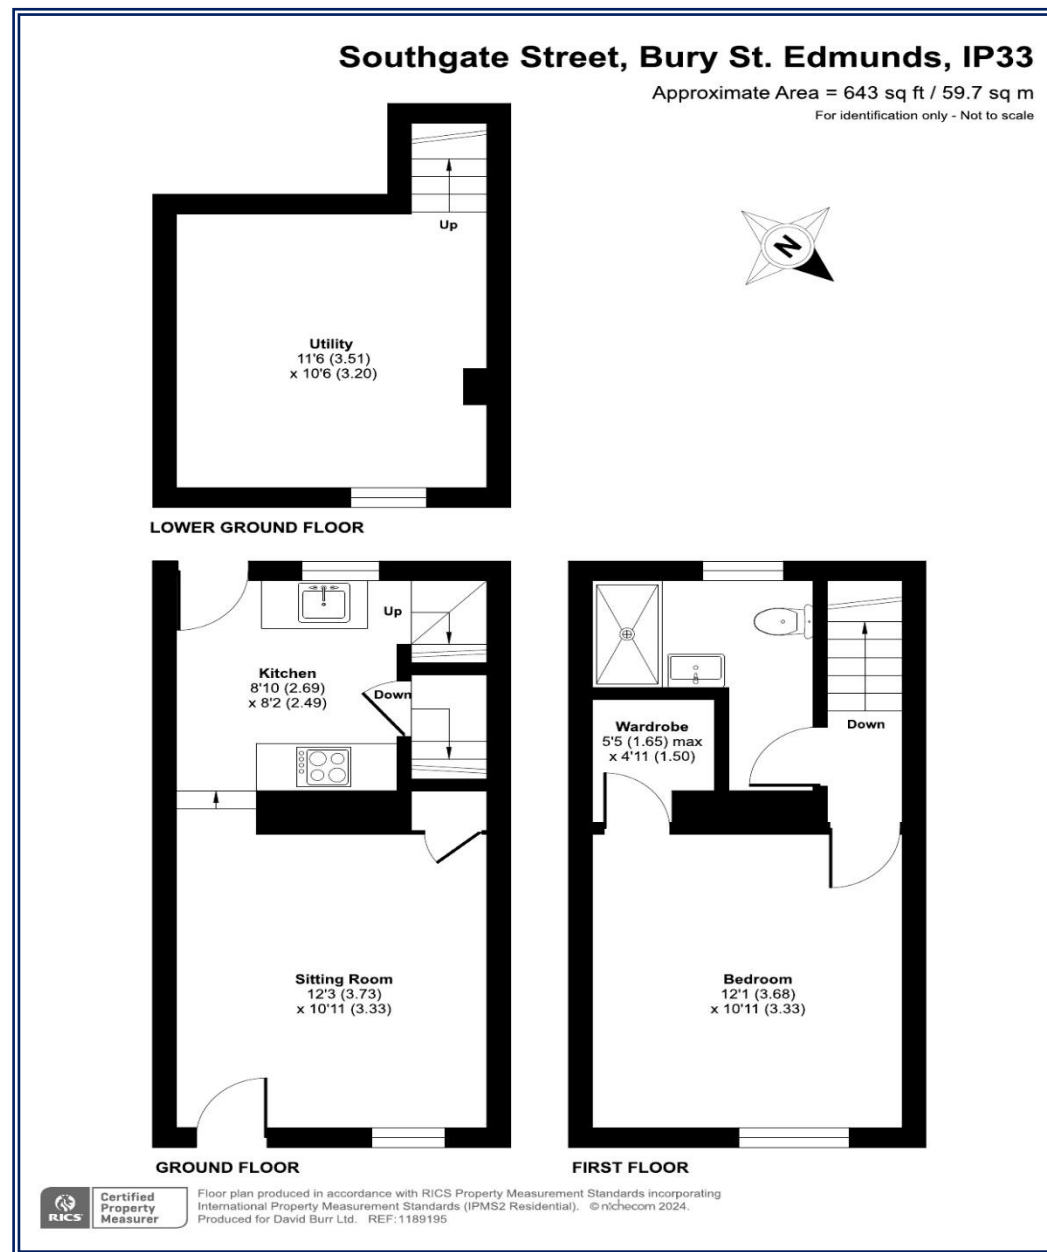 Southgate Street, Bury St. Edmunds, IP33
Approximate Area = 643 sq ft / 59.7 sq m
For identification only - Not to scale
N
Up
Utility
11'6 (3.51)
x 10'6 (3.20)
LOWER GROUND FLOOR
Up
Kitchen
8'10 (2.69)
x 8'2 (2.49)
Down
Sitting Room
12'3 (3.73)
x 10'11 (3.33)
GROUND FLOOR
Wardrobe
5'5 (1.65) max
x 4'11 (1.50)
Down
Bedroom
12'1 (3.68)
x 10'11 (3.33)
FIRST FLOOR
RICS
Certified
Property
Measurer
Floor plan produced in accordance with RICS Property Measurement Standards incorporating
International Property Measurement Standards (IPMS2 Residential). © nichecom 2024.
Produced for David Burr Ltd. REF: 1189195